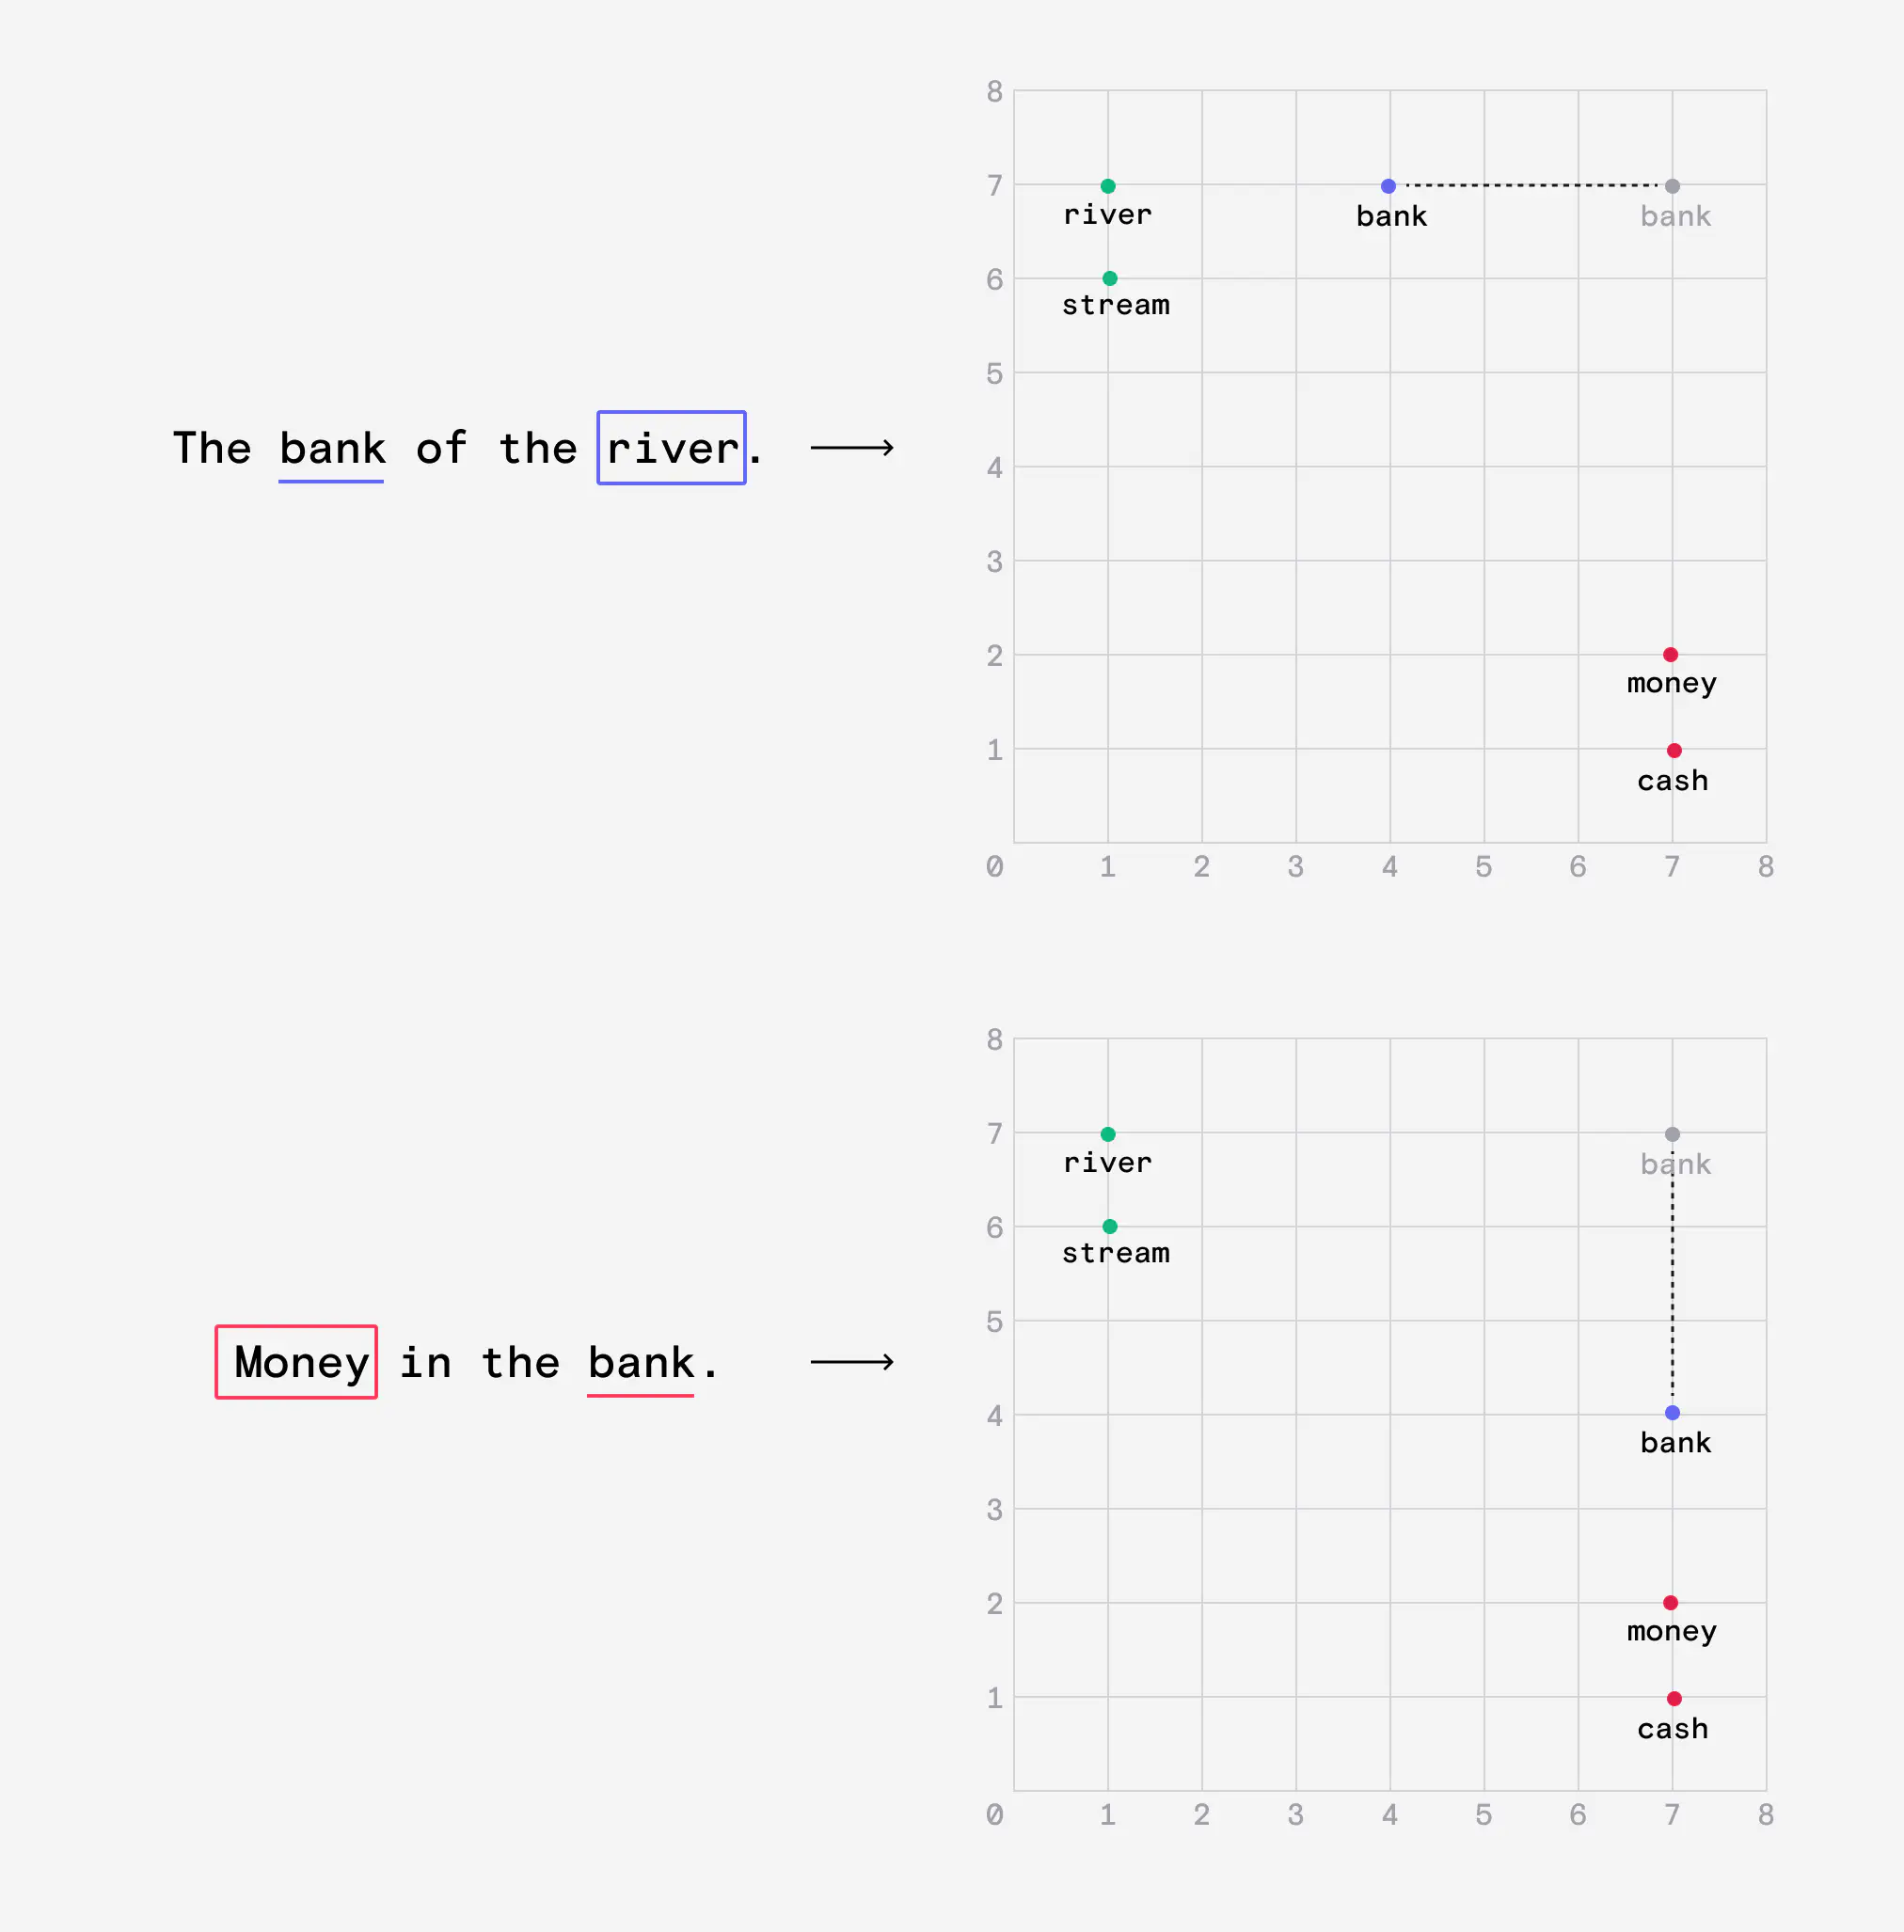 8
7
river
bank
bank
6
stream
5
The bank of the river.
4
3
2
money
1
cash
0 1 2 3 4 5 6 7 8
8
7
river
bank
6
stream
5
Money in the bank.
4
bank
3
2
money
1
cash
0 1 2 3 4 5 6 7 8